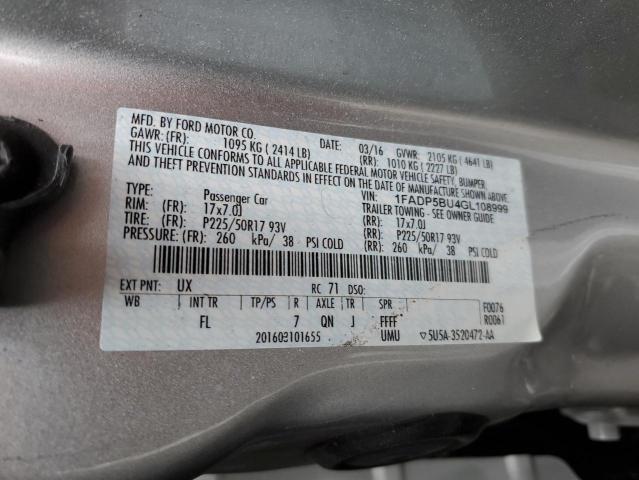 MFD. BY FORD MOTOR CO.
DATE: 03/16 GVWR: 2105 KG ( 4641 LB)
GAWR: (FR): 1095 KG ( 2414 LB) (RR): 1010 KG ( 2227 LB)
THIS VEHICLE CONFORMS TO ALL APPLICABLE FEDERAL MOTOR VEHICLE SAFETY, BUMPER,
AND THEFT PREVENTION STANDARDS IN EFFECT ON THE DATE OF MANUFACTURE SHOWN ABOVE.
VIN: 1FADP5BU4GL108999
TYPE: Passenger Car TRAILER TOWING - SEE OWNER GUIDE
RIM: (FR): 17x7.0J (RR): 17x7.0J
TIRE: (FR): P225/50R17 93V (RR): P225/50R17 93V
PRESSURE: (FR): 260 kPa/ 38 PSI COLD (RR): 260 kPa/ 38 PSI COLD
EXT PNT: UX RC 71 DSO:
WB INT TR TP/PS R AXLE TR SPR F0076
FL 7 QN J FFFF R0061
201603101655 UMU ▽5U5A-3520472-AA